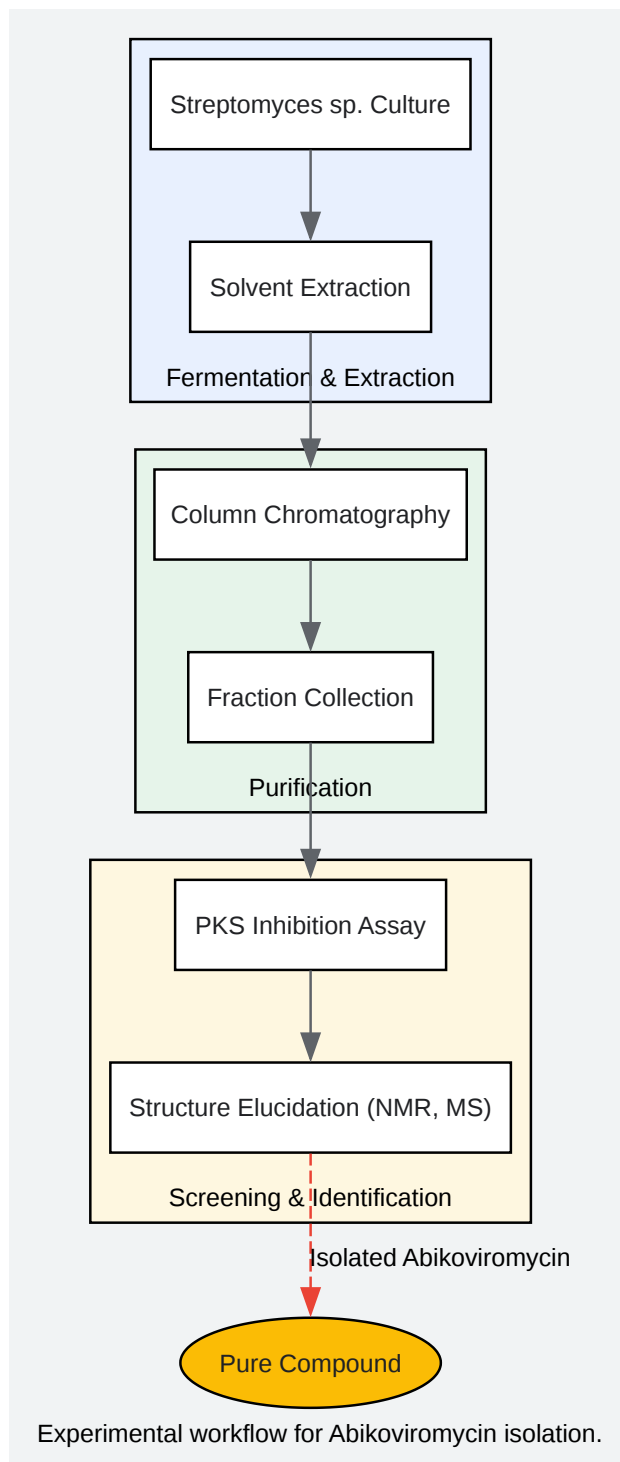 Streptomyces sp. Culture
Solvent Extraction
Fermentation & Extraction
Column Chromatography
Fraction Collection
Purification
PKS Inhibition Assay
Structure Elucidation (NMR, MS)
Screening & Identification
Isolated Abikoviromycin
Pure Compound
Experimental workflow for Abikoviromycin isolation.